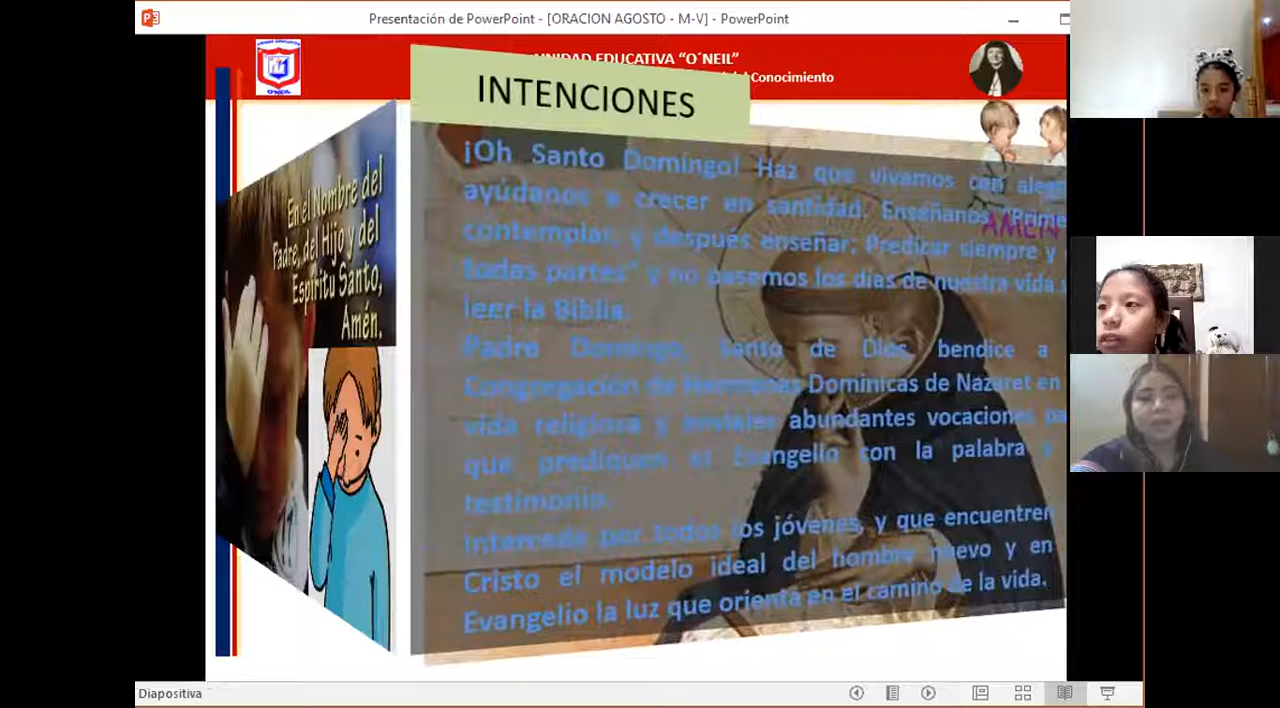 Presentación de PowerPoint - [ORACION AGOSTO - M-V] - PowerPoint
UNIDAD EDUCATIVA “O´NEIL”
del Conocimiento
O'NEIL
INTENCIONES
En el Nombre del
Padre, del Hijo y del
Espíritu Santo,
Amén.
¡Oh Santo Domingo! Haz que vivamos con
ayúdanos a crecer en santidad. Enséñanos
contemplar, y después enseñar; Predicar siempre y
todas partes” y no pasemos los días de nuestra vida
leer la Biblia.
AMEN
Padre Domingo, Santo de Dios, bendice a
Congregación de Hermanas Domínicas de Nazaret en
vida religiosa y envíales abundantes vocaciones
que prediquen el Evangelio con la palabra
testimonio.
Intercede por todos los jóvenes, y que encuentren
Cristo el modelo ideal del hombre nuevo y en
Evangelio la luz que orienta en el camino de la vida.
Diapositiva